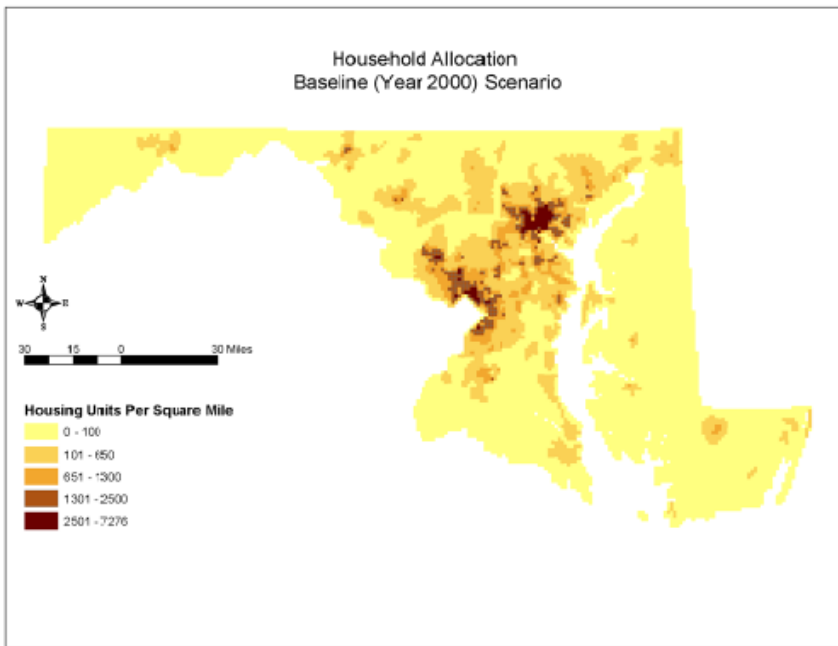 Household Allocation
Baseline (Year 2000) Scenario
N
W E
S
30 15 0 30 Miles
Housing Units Per Square Mile
0 - 100
101 - 650
651 - 1300
1301 - 2500
2501 - 7276